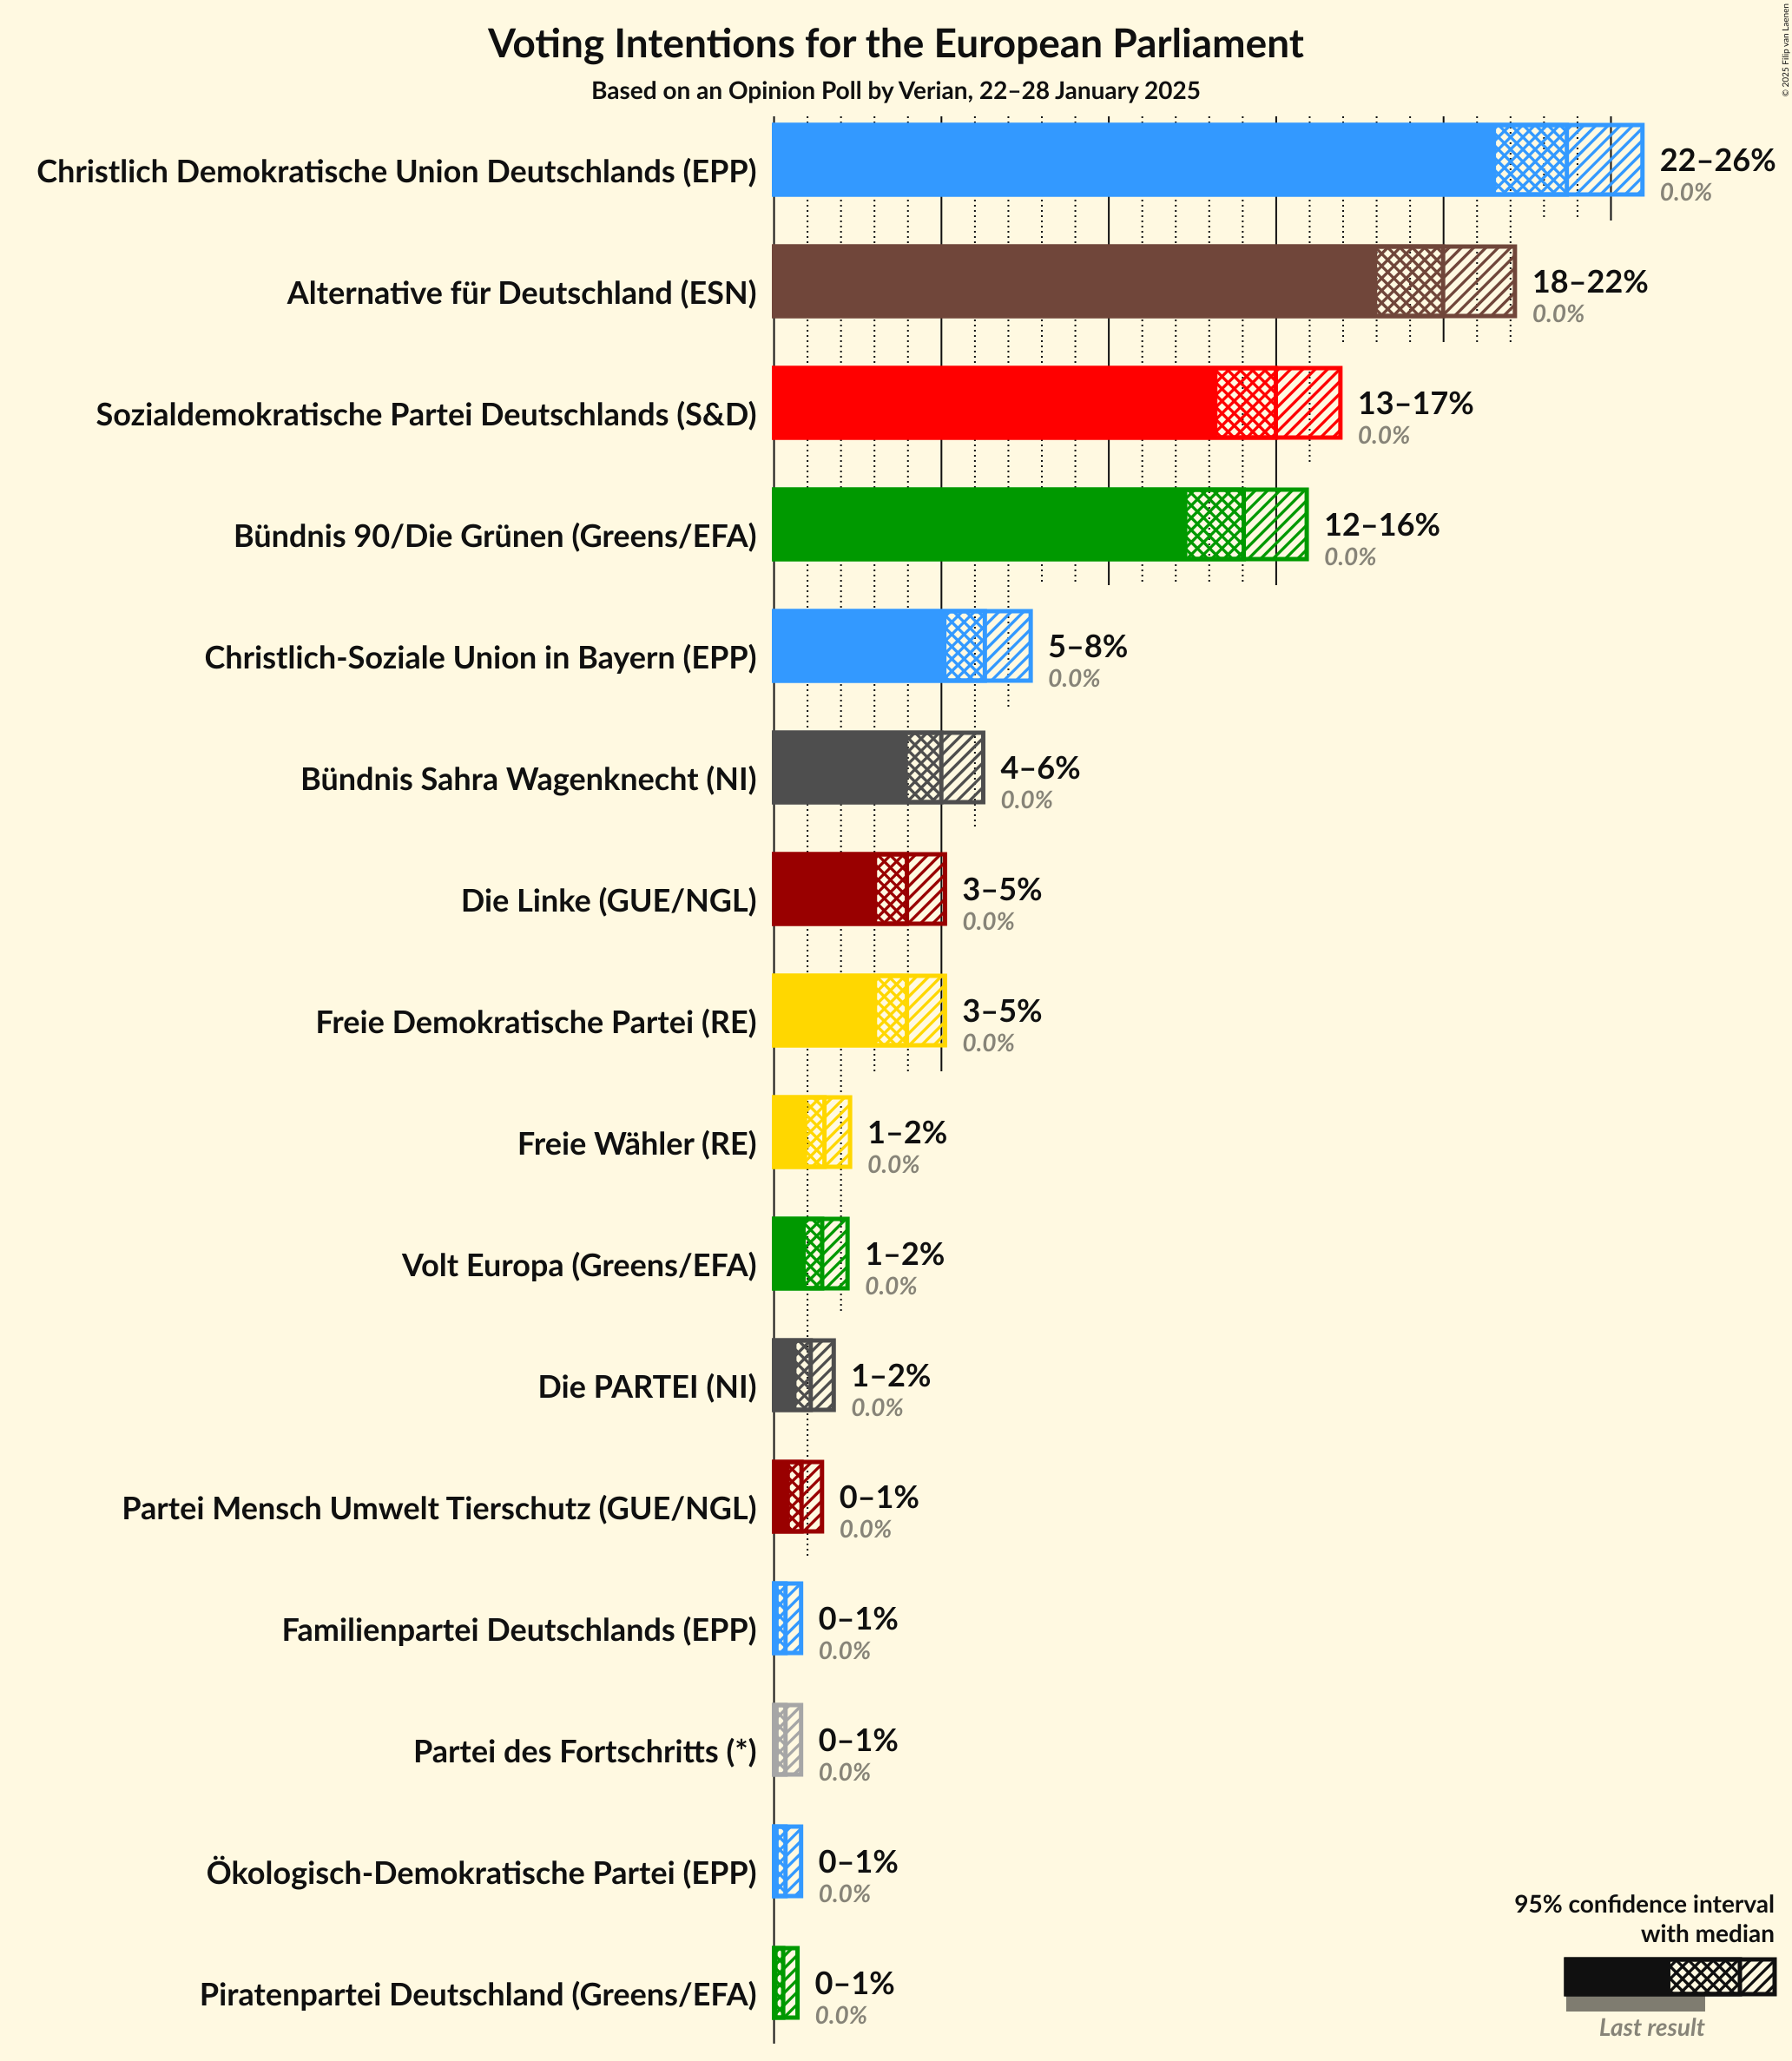 Voting Intentions for the European Parliament
Based on an Opinion Poll by Verian, 22–28 January 2025
© 2025 Filip van Laenen
Christlich Demokratische Union Deutschlands (EPP)
22–26%
0.0%
Alternative für Deutschland (ESN)
18–22%
0.0%
Sozialdemokratische Partei Deutschlands (S&D)
13–17%
0.0%
Bündnis 90/Die Grünen (Greens/EFA)
12–16%
0.0%
Christlich-Soziale Union in Bayern (EPP)
5–8%
0.0%
Bündnis Sahra Wagenknecht (NI)
4–6%
0.0%
Die Linke (GUE/NGL)
3–5%
0.0%
Freie Demokratische Partei (RE)
3–5%
0.0%
Freie Wähler (RE)
1–2%
0.0%
Volt Europa (Greens/EFA)
1–2%
0.0%
Die PARTEI (NI)
1–2%
0.0%
Partei Mensch Umwelt Tierschutz (GUE/NGL)
0–1%
0.0%
Familienpartei Deutschlands (EPP)
0–1%
0.0%
Partei des Fortschritts (*)
0–1%
0.0%
Ökologisch-Demokratische Partei (EPP)
0–1%
0.0%
Piratenpartei Deutschland (Greens/EFA)
0–1%
0.0%
95% confidence interval
with median
Last result